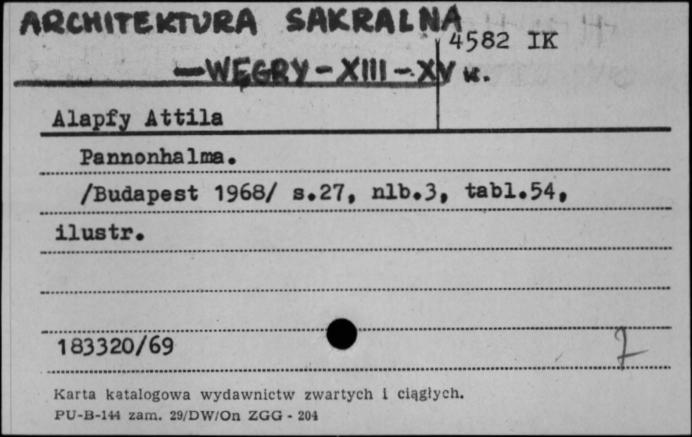 ARCHITEKTURA SAKRALNA
4582 IK
—WĘGRY—XIII—XV w.
Alapfy Attila
Pannonhalma.
/Budapest 1968/ s.27, nlb.3, tabl.54,
ilustr.
183320/69
7
Karta katalogowa wydawnictw zwartych i ciągłych.
PU-B-144 zam. 29/DW/On ZGG - 204